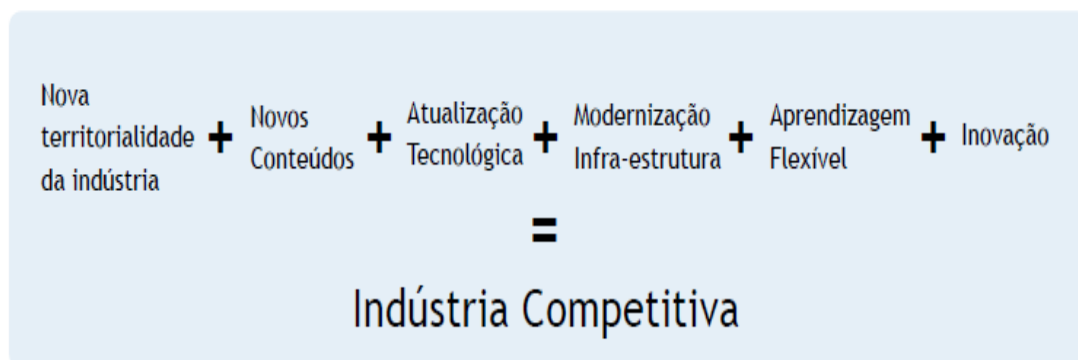 Nova
territorialidade
da indústria
+
Novos
Conteúdos
+
Atualização
Tecnológica
+
Modernização
Infra-estrutura
+
Aprendizagem
Flexível
+
Inovação
=
Indústria Competitiva